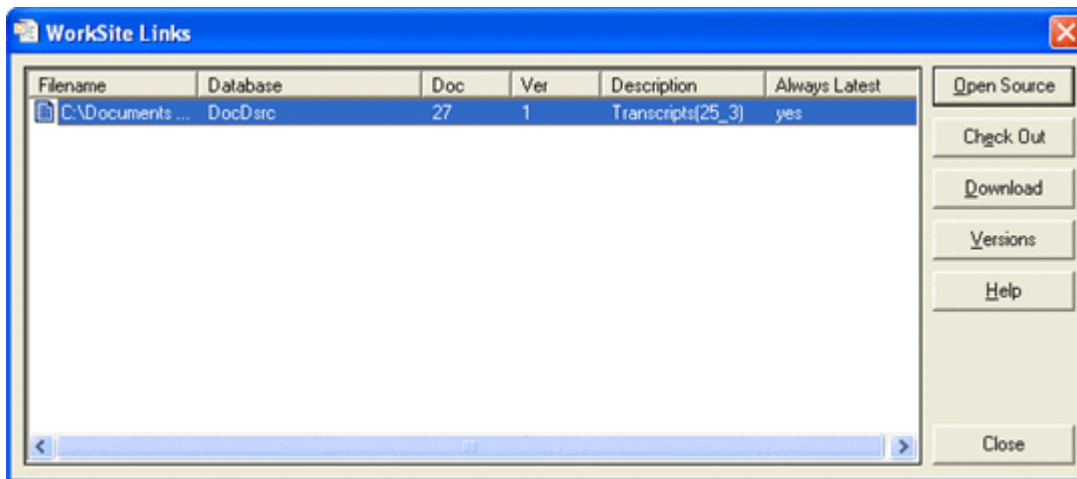 WorkSite Links
Filename Database Doc Ver Description Always Latest
C:\Documents ... DocDsrc 27 1 Transcripts(25_3) yes
Open Source
Check Out
Download
Versions
Help
Close